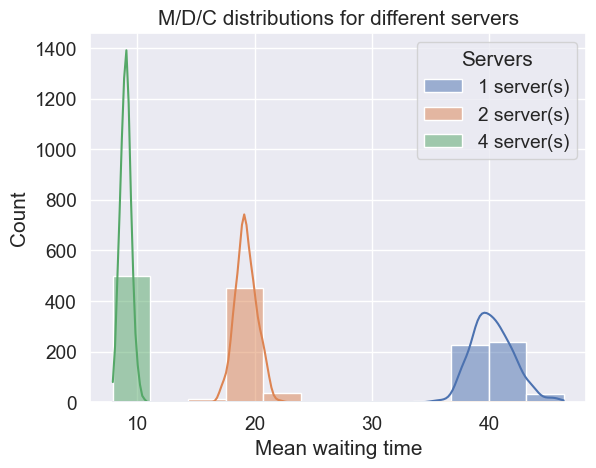 M/D/C distributions for different servers
Servers
1 server(s)
2 server(s)
4 server(s)
1400
1200
1000
800
600
400
200
0
Count
10 20 30 40
Mean waiting time